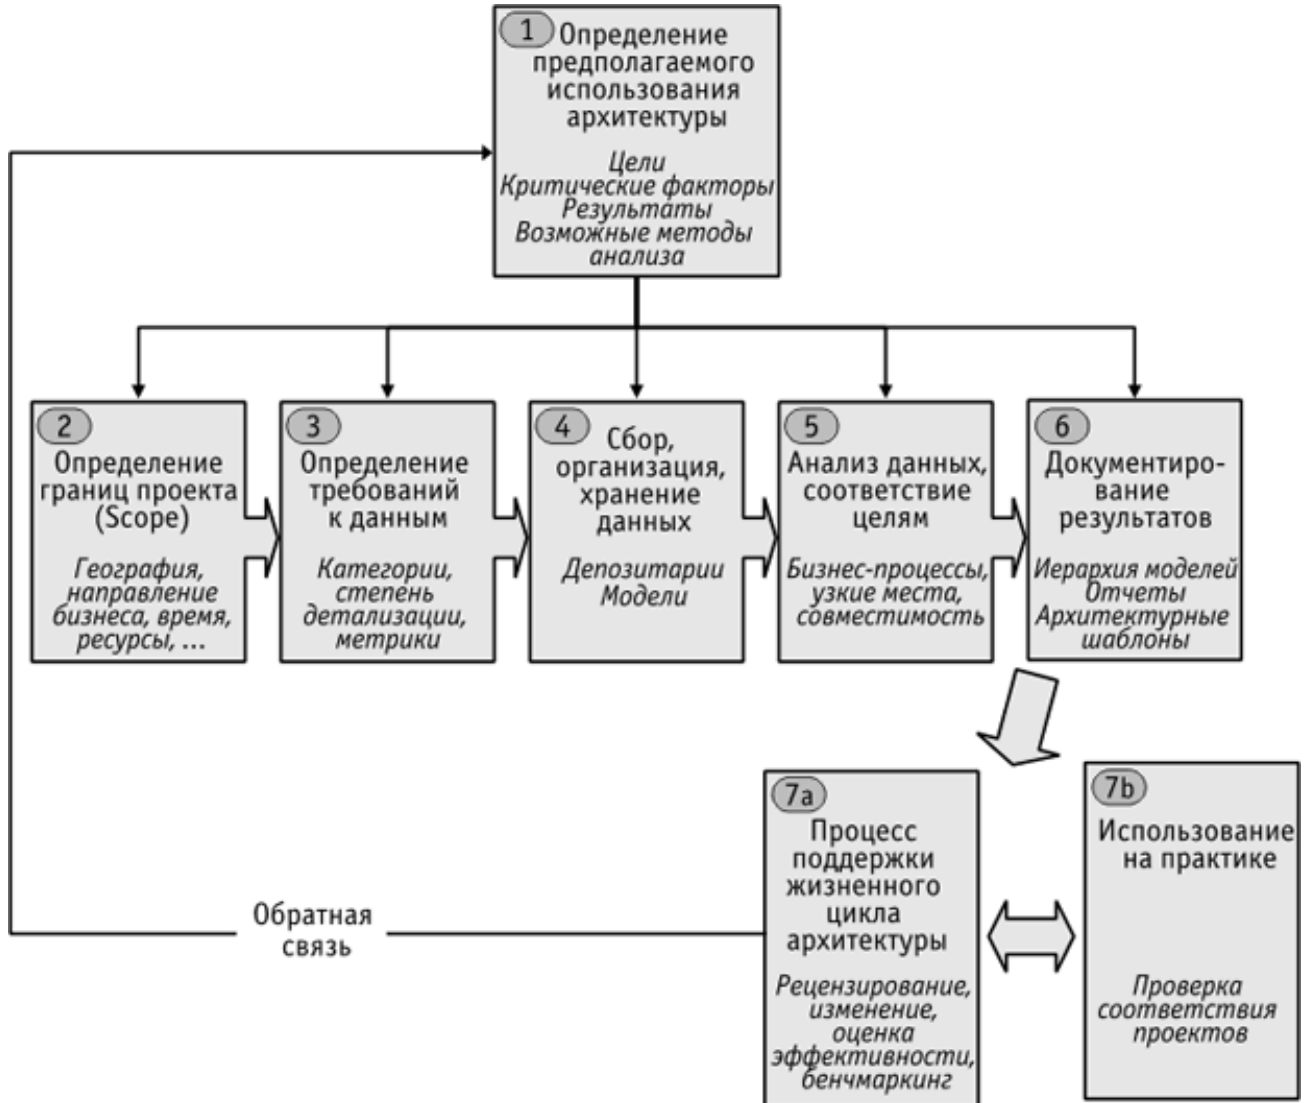 1
Определение
предполагаемого
использования
архитектуры
Цели
Критические факторы
Результаты
Возможные методы
анализа
2
Определение
границ проекта
(Scope)
География,
направление
бизнеса, время,
ресурсы, ...
3
Определение
требований
к данным
Категории,
степень
детализации,
метрики
4
Сбор,
организация,
хранение
данных
Депозитарии
Модели
5
Анализ данных,
соответствие
целям
Бизнес-процессы,
узкие места,
совместимость
6
Документиро-
вание
результатов
Иерархия моделей
Отчеты
Архитектурные
шаблоны
7a
Процесс
поддержки
жизненного
цикла
архитектуры
Рецензирование,
изменение,
оценка
эффективности,
бенчмаркинг
7b
Использование
на практике
Проверка
соответствия
проектов
Обратная
связь